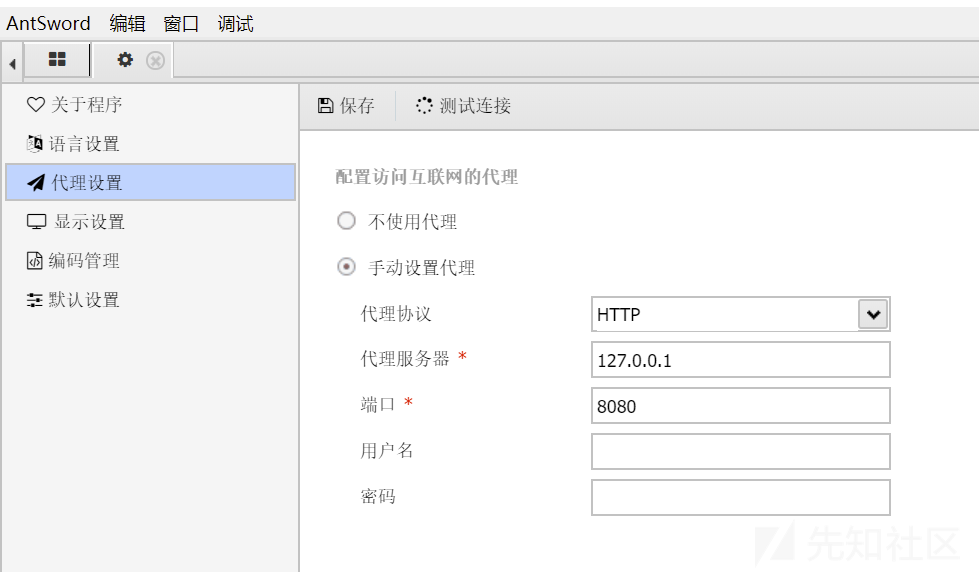 AntSword 编辑 窗口 调试
关于程序
语言设置
代理设置
显示设置
编码管理
默认设置
保存 测试连接
配置访问互联网的代理
不使用代理
手动设置代理
代理协议 HTTP
代理服务器 * 127.0.0.1
端口 * 8080
用户名
密码
先知社区